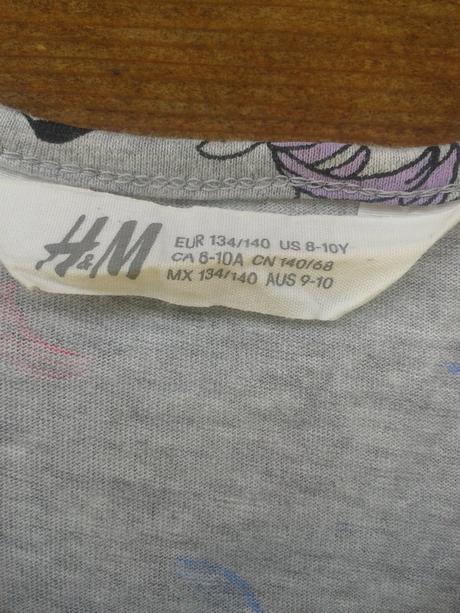 H&M
EUR 134/140 US 8-10Y
CA 8-10A CN 140/68
MX 134/140 AUS 9-10